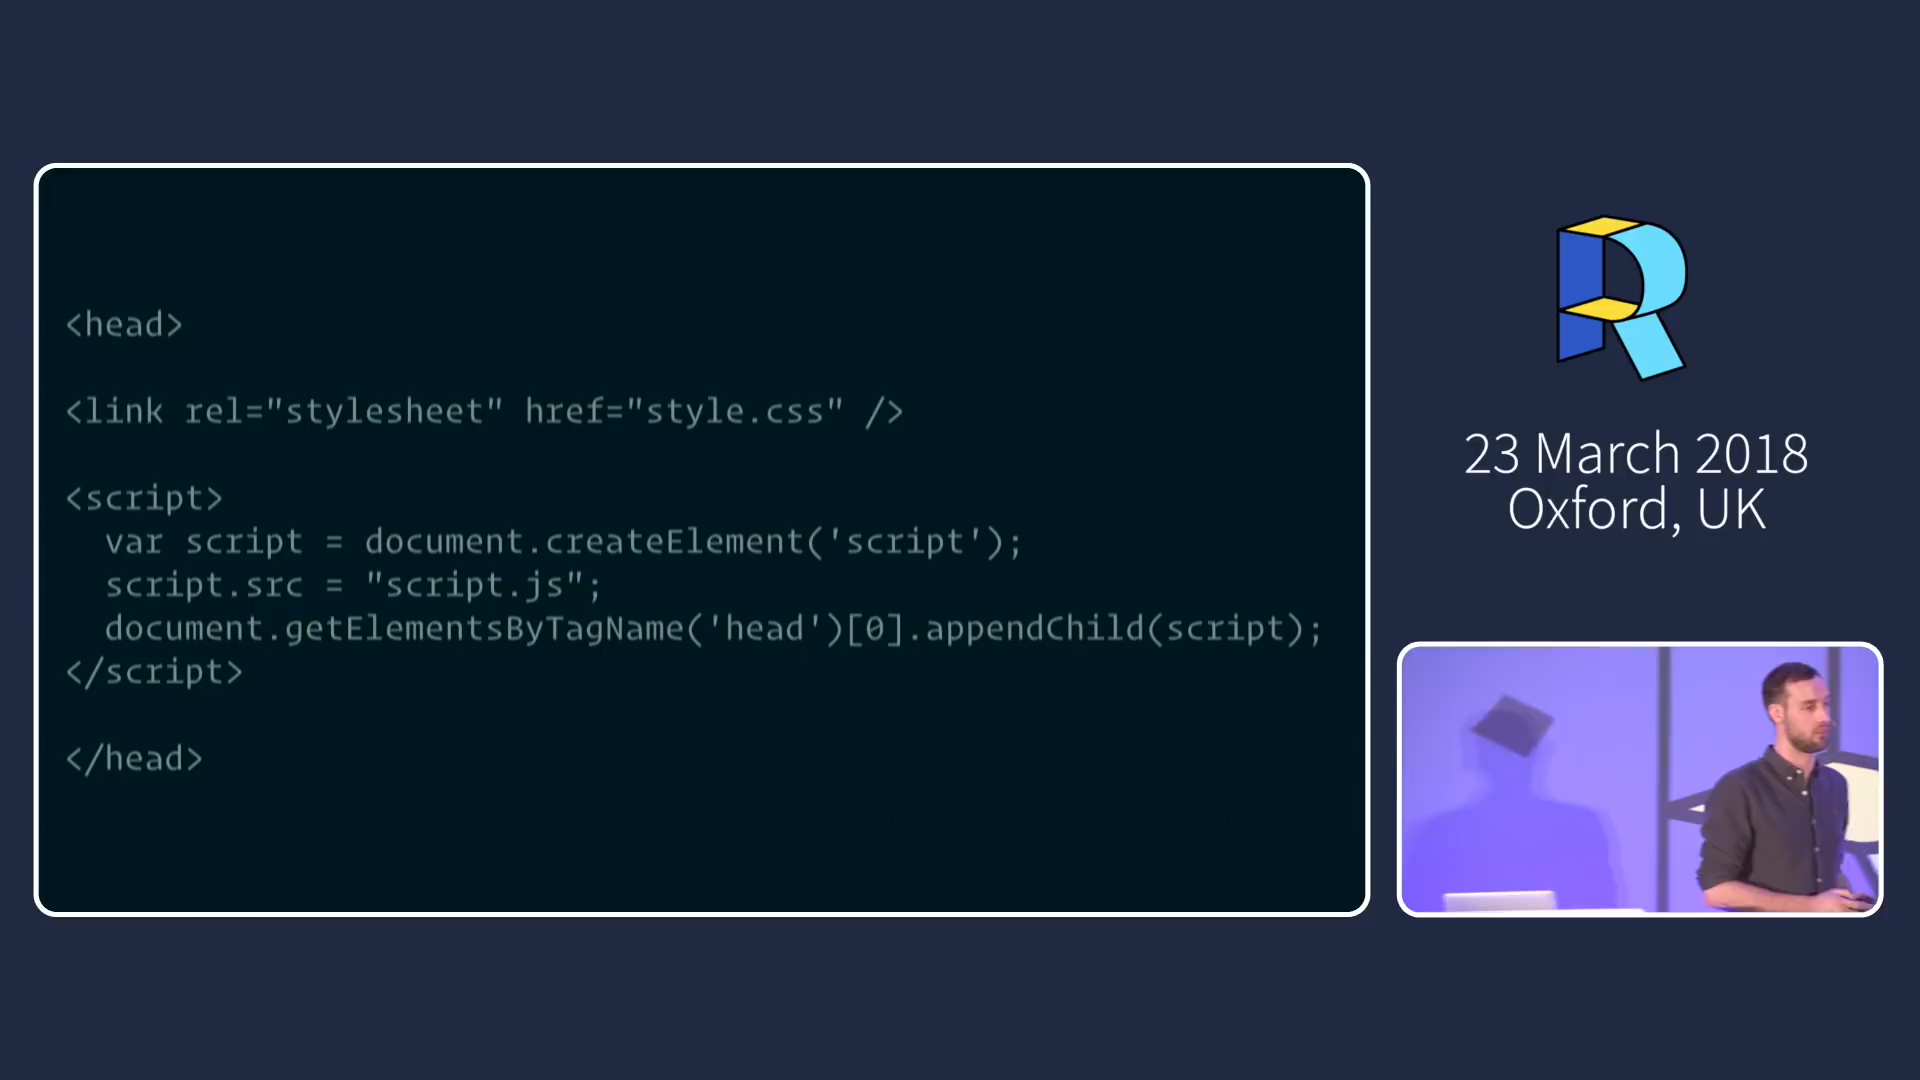 <head>
<link rel="stylesheet" href="style.css" />
<script>
  var script = document.createElement('script');
  script.src = "script.js";
  document.getElementsByTagName('head')[0].appendChild(script);
</script>
</head>
23 March 2018
Oxford, UK